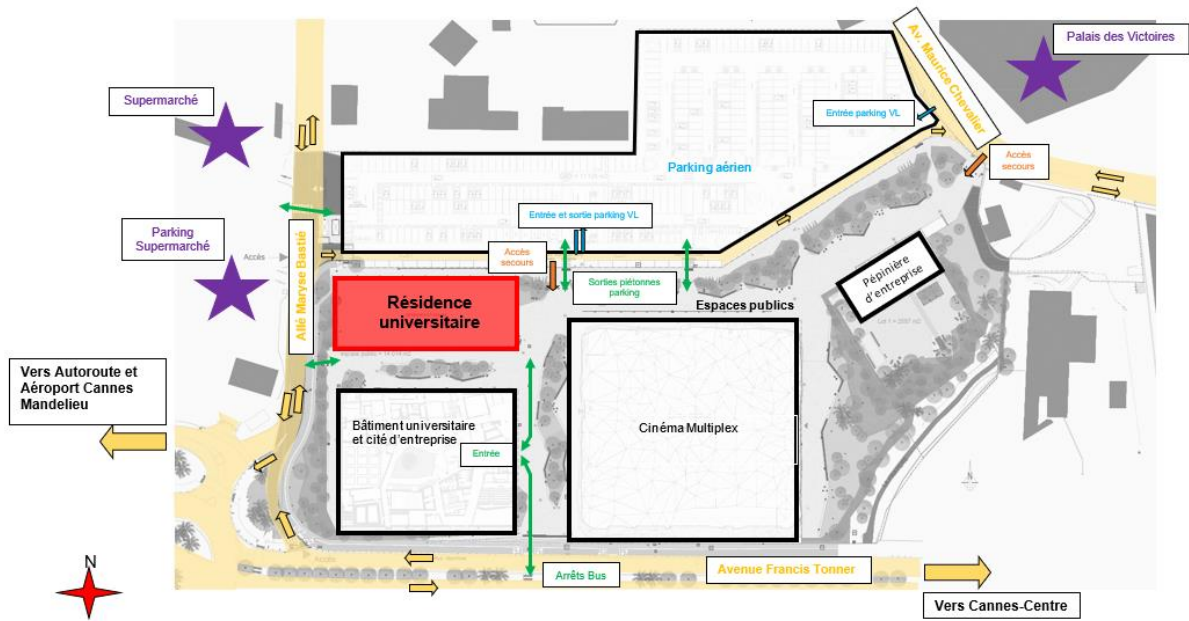 Palais des Victoires
Av. Maurice Chevalier
Supermarché
Entrée parking VL
Accès
secours
Parking aérien
Entrée et sortie parking VL
Parking
Supermarché
Accès
Allé Maryse Bastié
Accès
secours
Sorties piétonnes
parking
Pépinière
d'entreprise
Espaces publics
Résidence
universitaire
Vers Autoroute et
Aéroport Cannes
Mandelieu
Bâtiment universitaire
et cité d'entreprise
Entrée
Cinéma Multiplex
N
Arrêts Bus
Avenue Francis Tonner
Vers Cannes-Centre